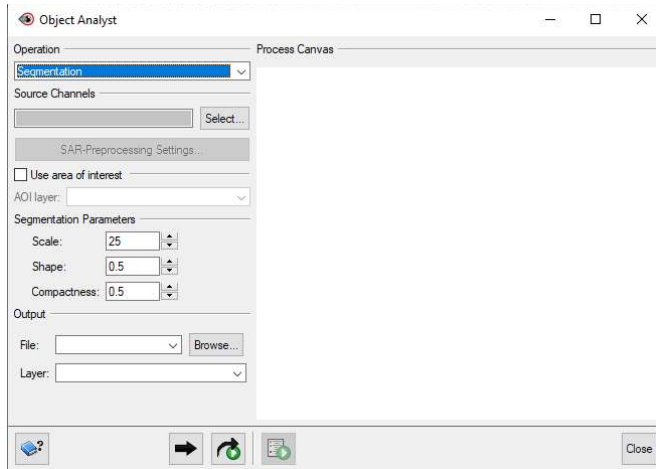 Object Analyst
Operation
Segmentation
Source Channels
Select...
SAR-Preprocessing Settings...
Use area of interest
AOI layer:
Segmentation Parameters
Scale: 25
Shape: 0.5
Compactness: 0.5
Output
File: Browse...
Layer:
Process Canvas
Close